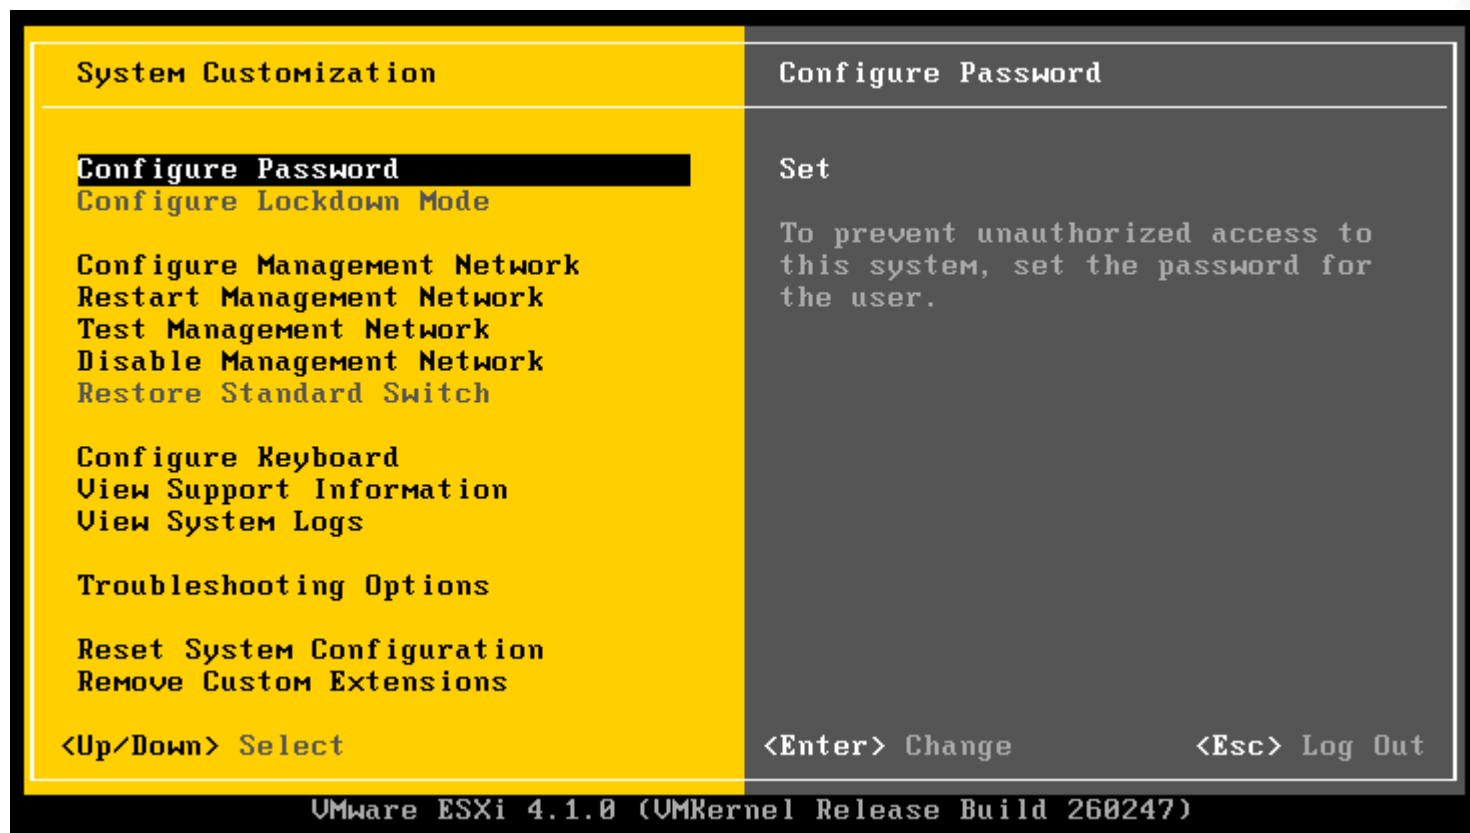 System Customization
Configure Password
Configure Password
Configure Lockdown Mode
Configure Management Network
Restart Management Network
Test Management Network
Disable Management Network
Restore Standard Switch
Configure Keyboard
View Support Information
View System Logs
Troubleshooting Options
Reset System Configuration
Remove Custom Extensions
<Up/Down> Select
Set
To prevent unauthorized access to
this system, set the password for
the user.
<Enter> Change
<Esc> Log Out
VMware ESXi 4.1.0 (VMKernel Release Build 260247)